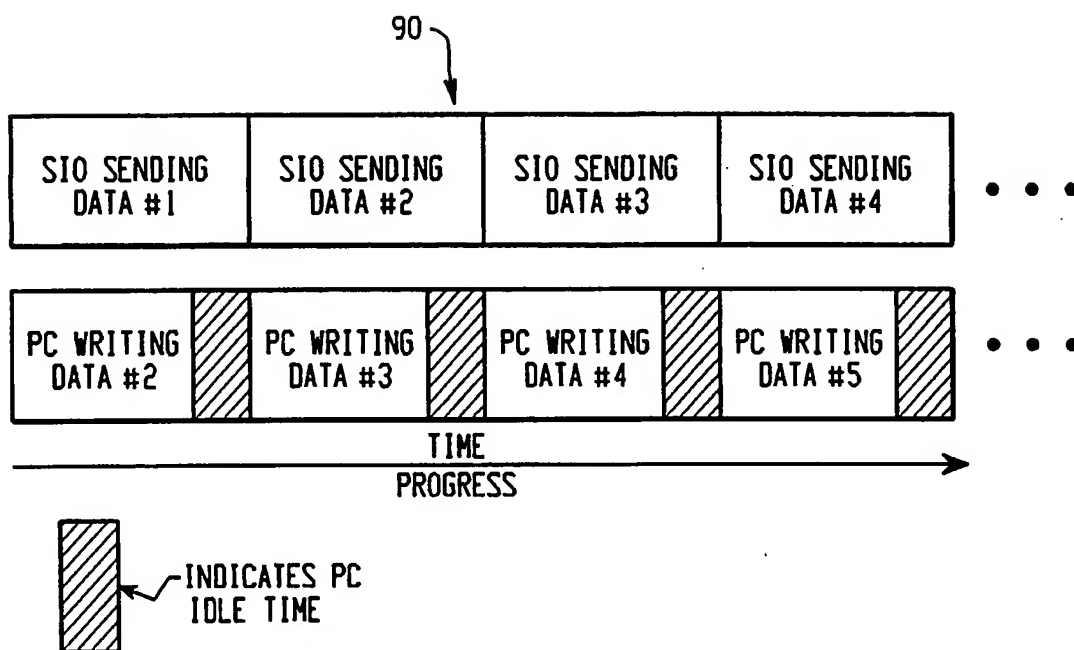 90
SIO SENDING
DATA #1
SIO SENDING
DATA #2
SIO SENDING
DATA #3
SIO SENDING
DATA #4
PC WRITING
DATA #2
PC WRITING
DATA #3
PC WRITING
DATA #4
PC WRITING
DATA #5
TIME
PROGRESS
INDICATES PC
IDLE TIME